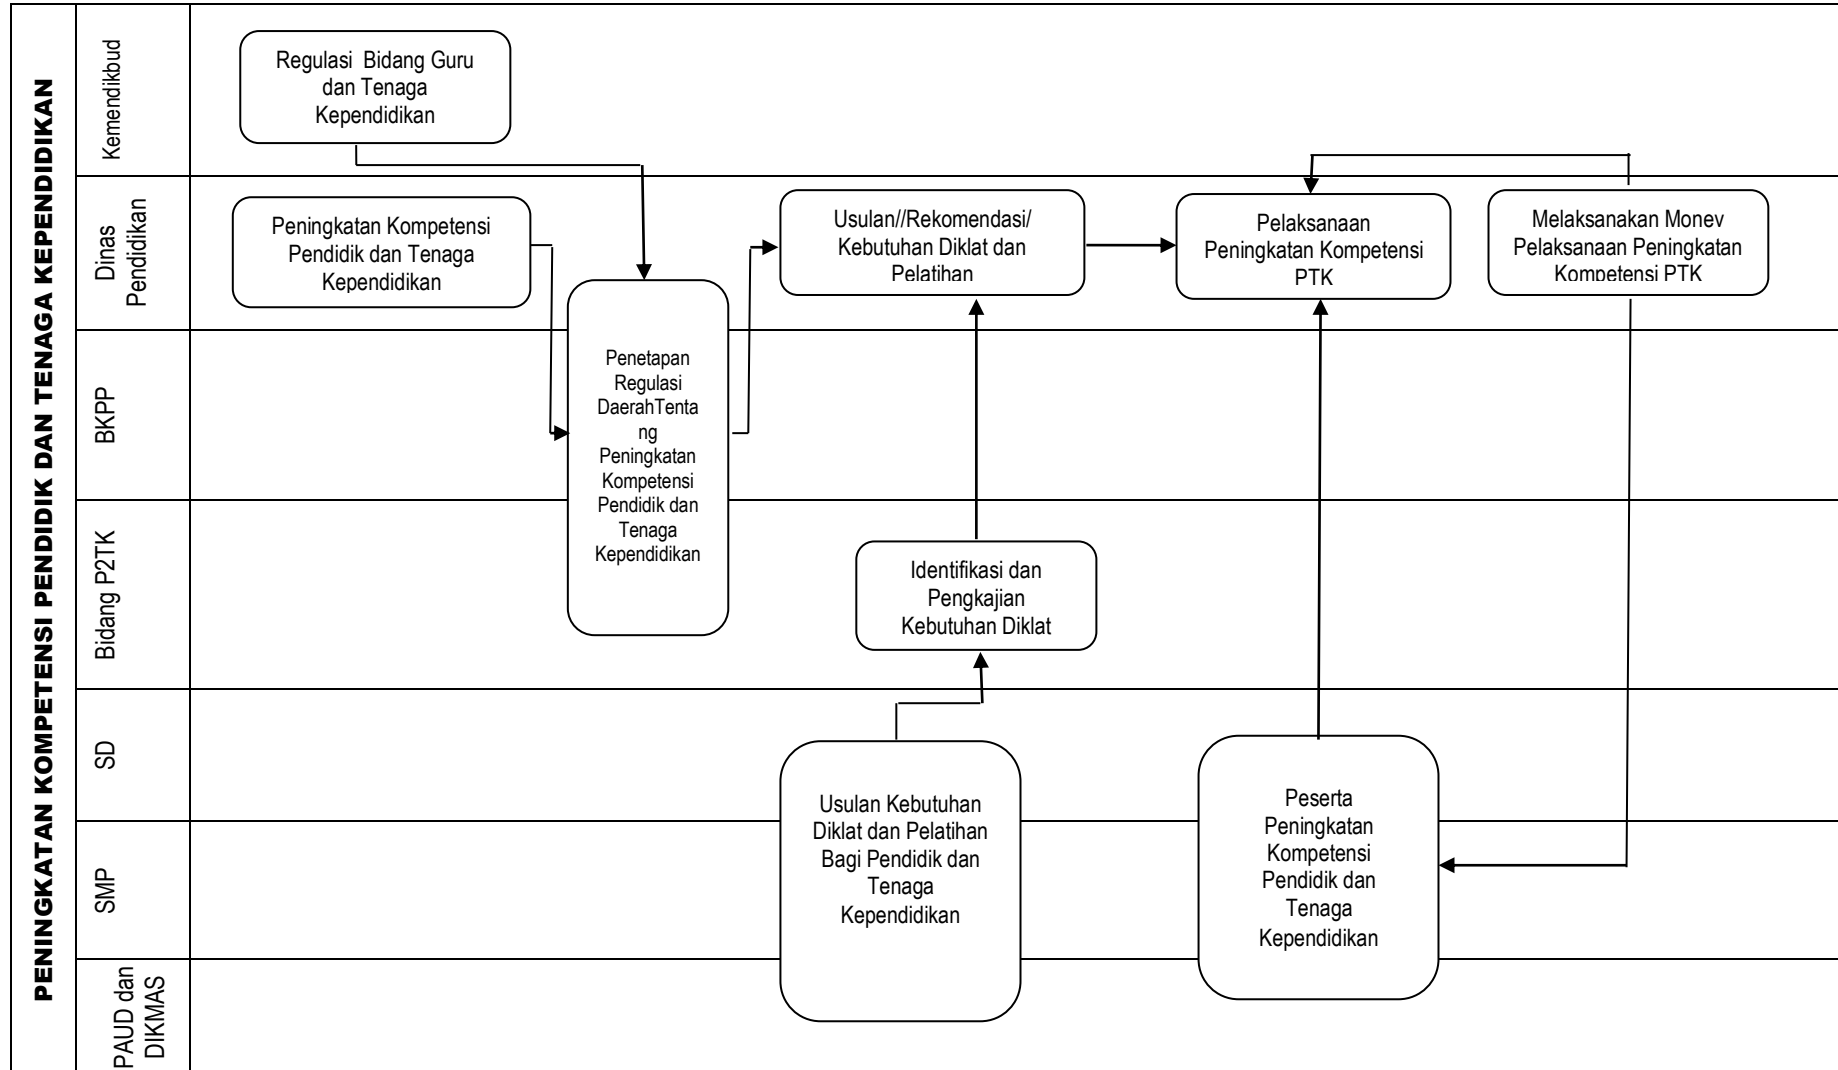 PENINGKATAN KOMPETENSI PENDIDIK DAN TENAGA KEPENDIDIKAN
Kemendikbud
Regulasi  Bidang Guru
dan Tenaga
Kependidikan
Dinas
Pendidikan
Peningkatan Kompetensi
Pendidik dan Tenaga
Kependidikan
Usulan//Rekomendasi/
Kebutuhan Diklat dan
Pelatihan
Pelaksanaan
Peningkatan Kompetensi
PTK
Melaksanakan Monev
Pelaksanaan Peningkatan
Kompetensi PTK
BKPP
Penetapan
Regulasi
DaerahTenta
ng
Peningkatan
Kompetensi
Pendidik dan
Tenaga
Kependidikan
Bidang P2TK
Identifikasi dan
Pengkajian
Kebutuhan Diklat
SD
Usulan Kebutuhan
Diklat dan Pelatihan
Bagi Pendidik dan
Tenaga
Kependidikan
Peserta
Peningkatan
Kompetensi
Pendidik dan
Tenaga
Kependidikan
SMP
PAUD dan
DIKMAS